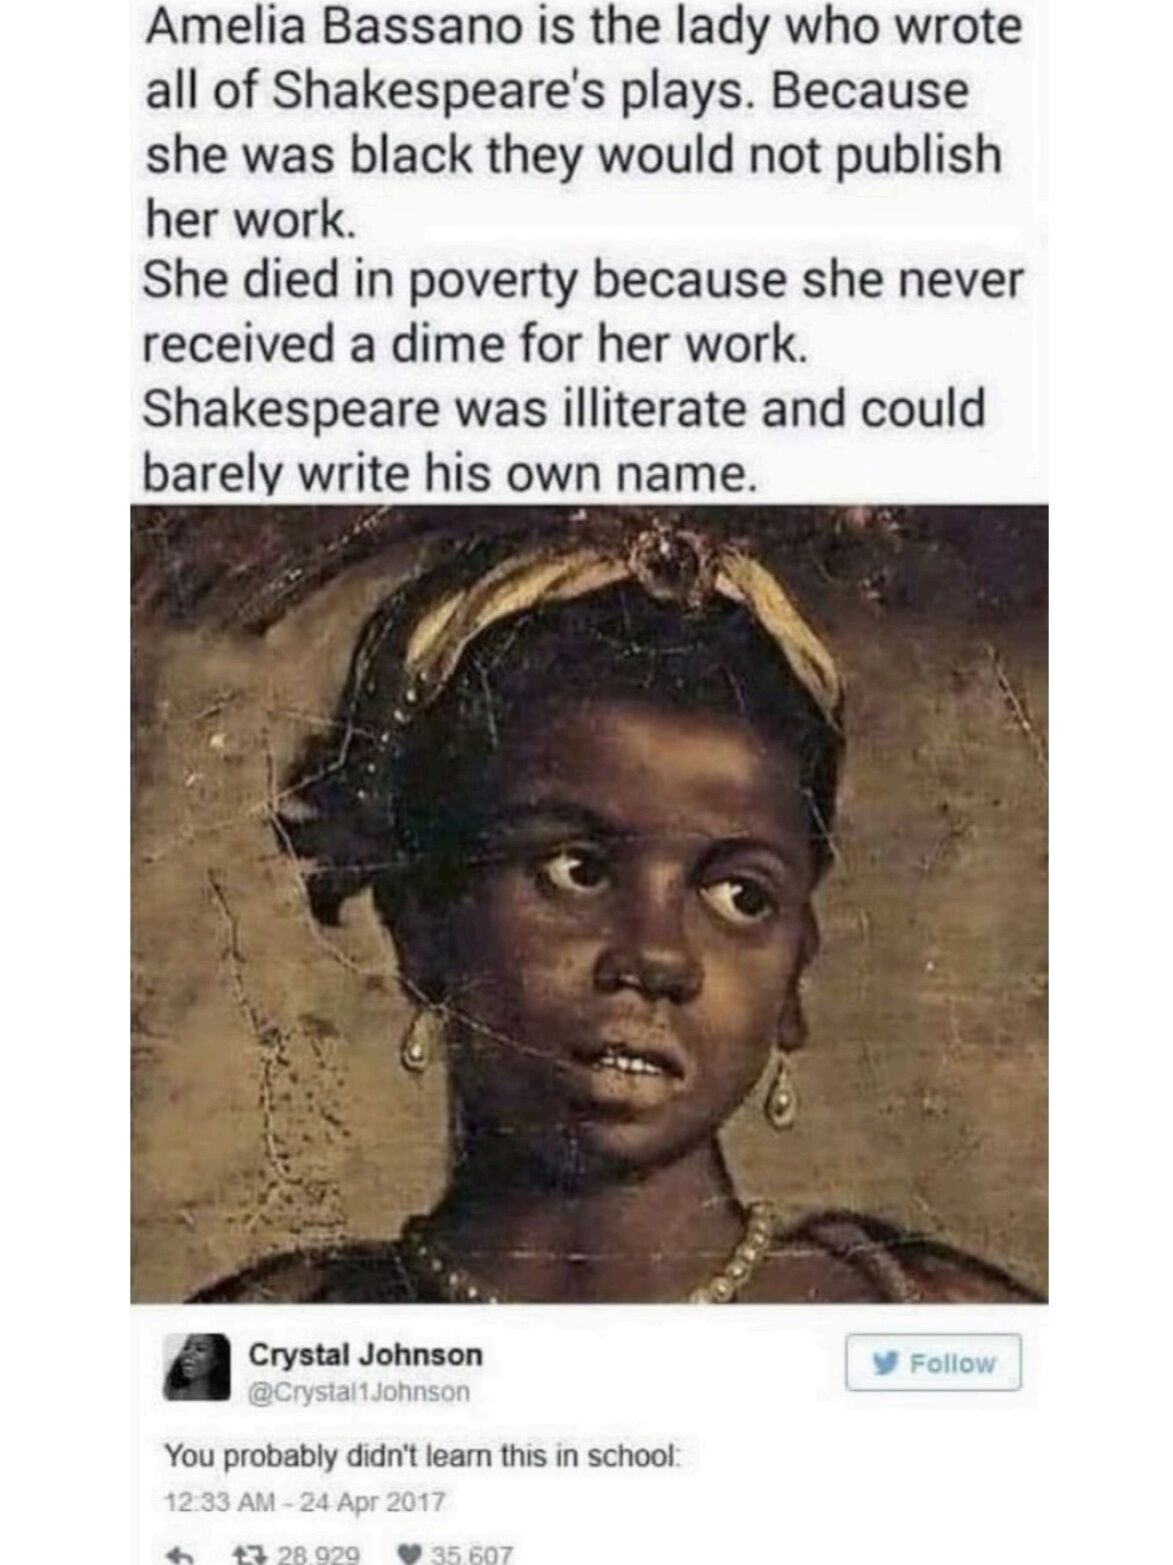 Amelia Bassano is the lady who wrote
all of Shakespeare's plays. Because
she was black they would not publish
her work.
She died in poverty because she never
received a dime for her work.
Shakespeare was illiterate and could
barely write his own name.
Crystal Johnson
@Crystal1Johnson
Follow
You probably didn't learn this in school:
12:33 AM - 24 Apr 2017
28,929 35,607